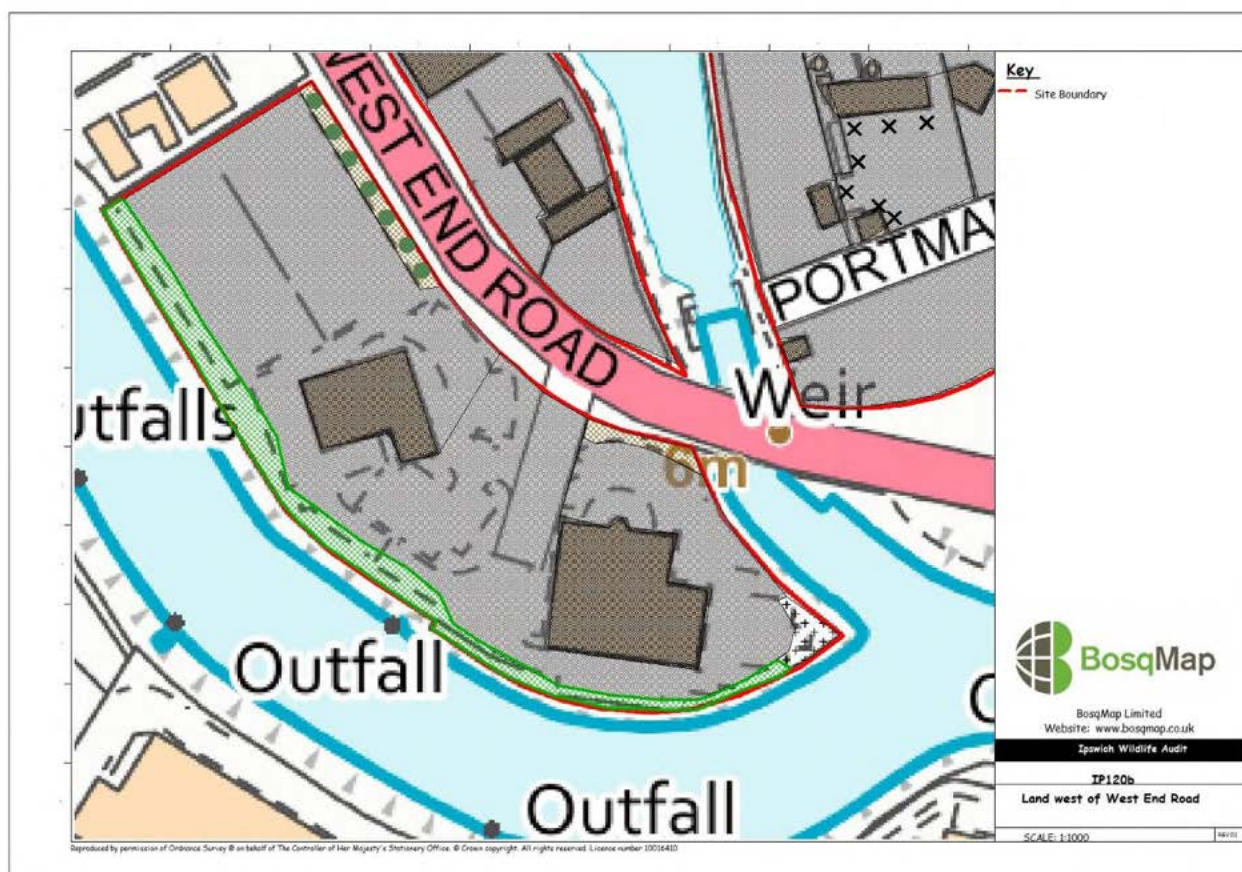 WEST END ROAD
PORTMA
Weir
6m
utfalls
Outfall
Outfall
O
Key
Site Boundary
BosqMap
BosqMap Limited
Website: www.bosqmap.co.uk
Ipswich Wildlife Audit
IP120b
Land west of West End Road
SCALE: 1:1000
Reproduced by permission of Ordnance Survey ® on behalf of The Controller of Her Majesty's Stationery Office. © Crown copyright. All rights reserved. Licence number 10016410